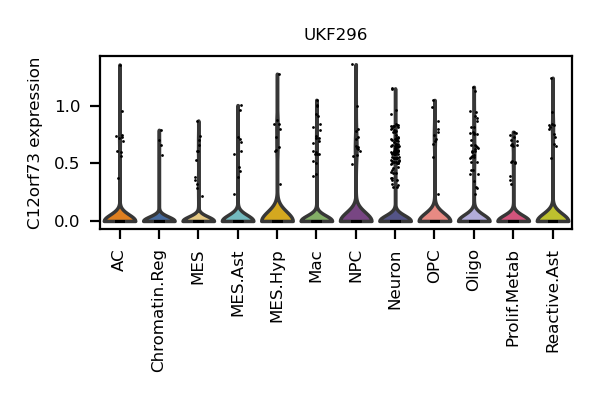 UKF296
C12orf73 expression
1.0
0.5
0.0
AC
Chromatin.Reg
MES
MES.Ast
MES.Hyp
Mac
NPC
Neuron
OPC
Oligo
Prolif.Metab
Reactive.Ast